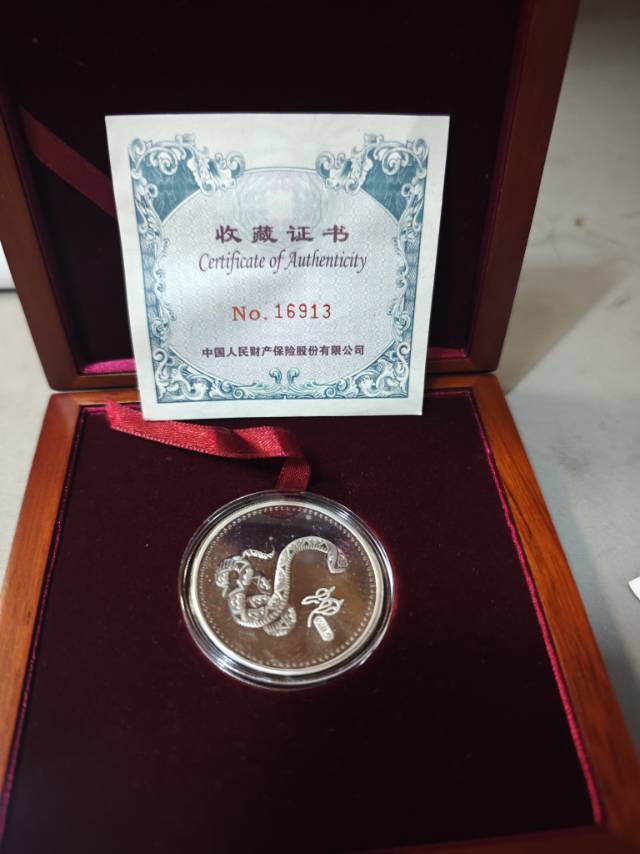 收藏证书
Certificate of Authenticity
No. 16913
中国人民财产保险股份有限公司